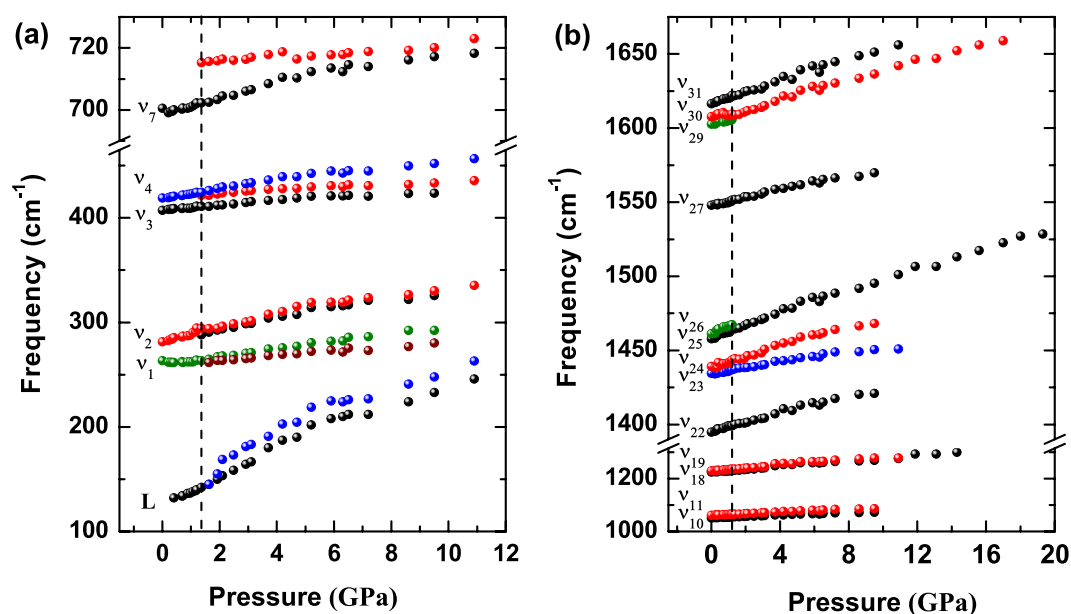 (a)
720
ν7
700
ν4
400
ν3
300
ν2
ν1
200
L
100
0 2 4 6 8 10 12
Pressure (GPa)
Frequency (cm-1)
(b)
1650
ν31
ν30
1600
ν29
1550
ν27
1500
ν26
ν25
1450
ν24
ν23
1400
ν22
ν19
1200
ν18
ν11
1000
ν10
0 4 8 12 16 20
Pressure (GPa)
Frequency (cm-1)